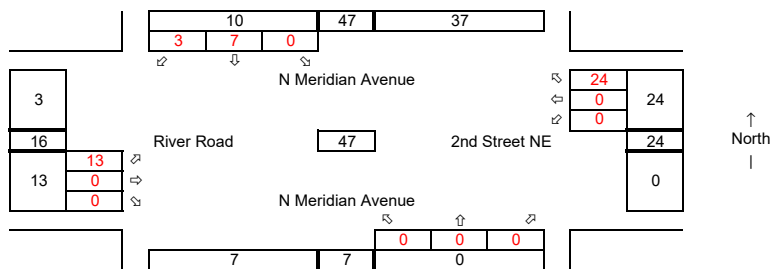 10 47 37
3 7 0
⬃ ⇩ ⬂
N Meridian Avenue
⬁ 24
3 ⇦ 0 24
⬃ 0
↑
16 River Road 47 2nd Street NE 24 North
|
13 ⬀
13 0 ⇨ 0
0 ⬂
N Meridian Avenue
⬁ ⇧ ⬀
0 0 0
7 7 0